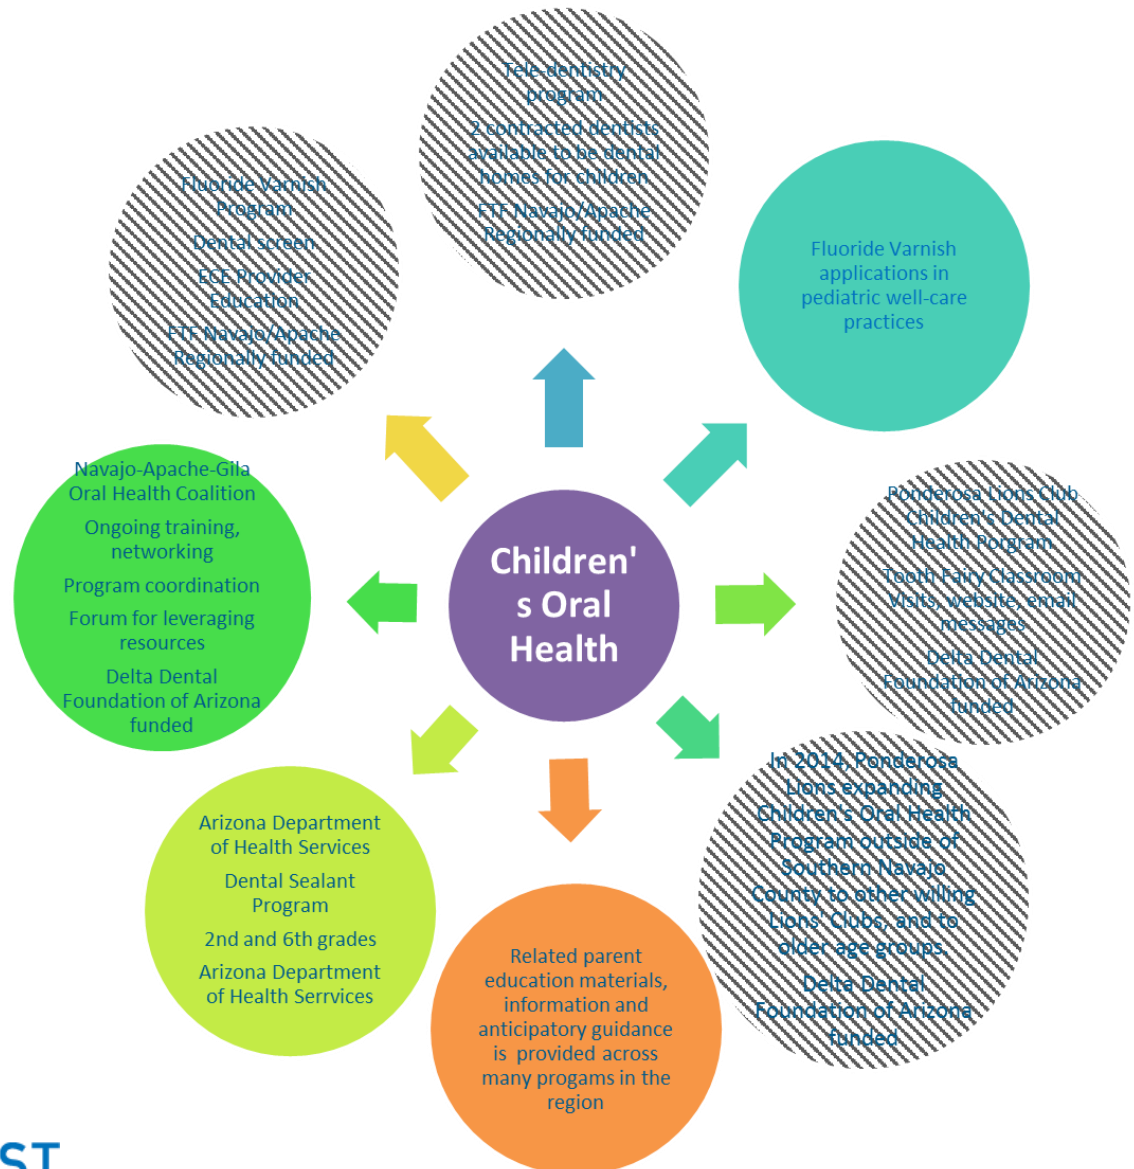 Tele-dentistry
program
2 contracted dentists
available to be dental
homes for children
FTF Navajo/Apache
Regionally funded
Fluoride Varnish
applications in
pediatric well-care
practices
Ponderosa Lions Club
Children's Dental
Health Porgram
Tooth Fairy Classroom
Visits, website, email
messages
Delta Dental
Foundation of Arizona
funded
In 2014, Ponderosa
Lions expanding
Children's Oral Health
Program outside of
Southern Navajo
County to other willing
Lions' Clubs, and to
older age groups.
Delta Dental
Foundation of Arizona
funded
Related parent
education materials,
information and
anticipatory guidance
is provided across
many progams in the
region
Arizona Department
of Health Services
Dental Sealant
Program
2nd and 6th grades
Arizona Department
of Health Serrvices
Navajo-Apache-Gila
Oral Health Coalition
Ongoing training,
networking
Program coordination
Forum for leveraging
resources
Delta Dental
Foundation of Arizona
funded
Fluoride Varnish
Program
Dental screen
ECE Provider
Education
FTF Navajo/Apache
Regionally funded
Children'
s Oral
Health
ST